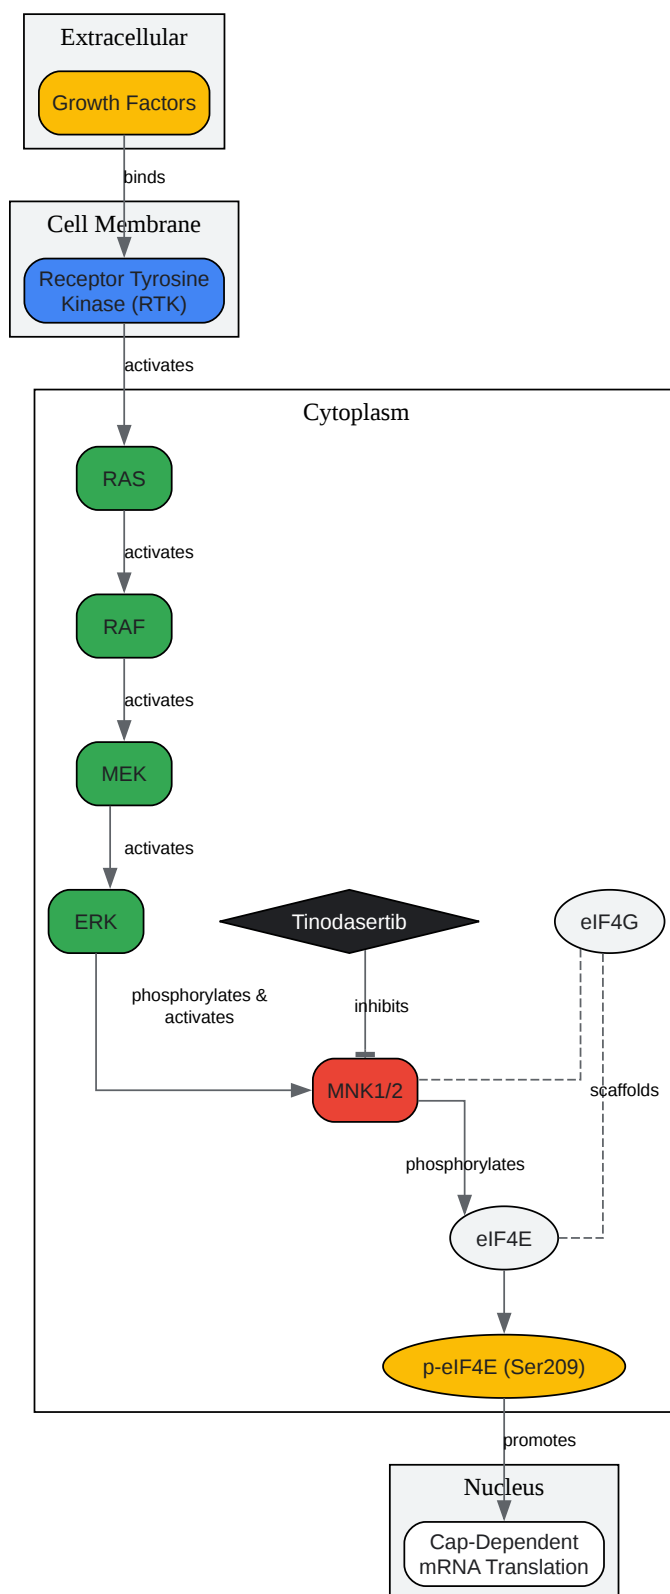 Extracellular
Growth Factors
binds
Cell Membrane
Receptor Tyrosine
Kinase (RTK)
activates
Cytoplasm
RAS
activates
RAF
activates
MEK
activates
ERK
Tinodasertib
eIF4G
phosphorylates &
activates
inhibits
MNK1/2
scaffolds
phosphorylates
eIF4E
p-eIF4E (Ser209)
promotes
Nucleus
Cap-Dependent
mRNA Translation